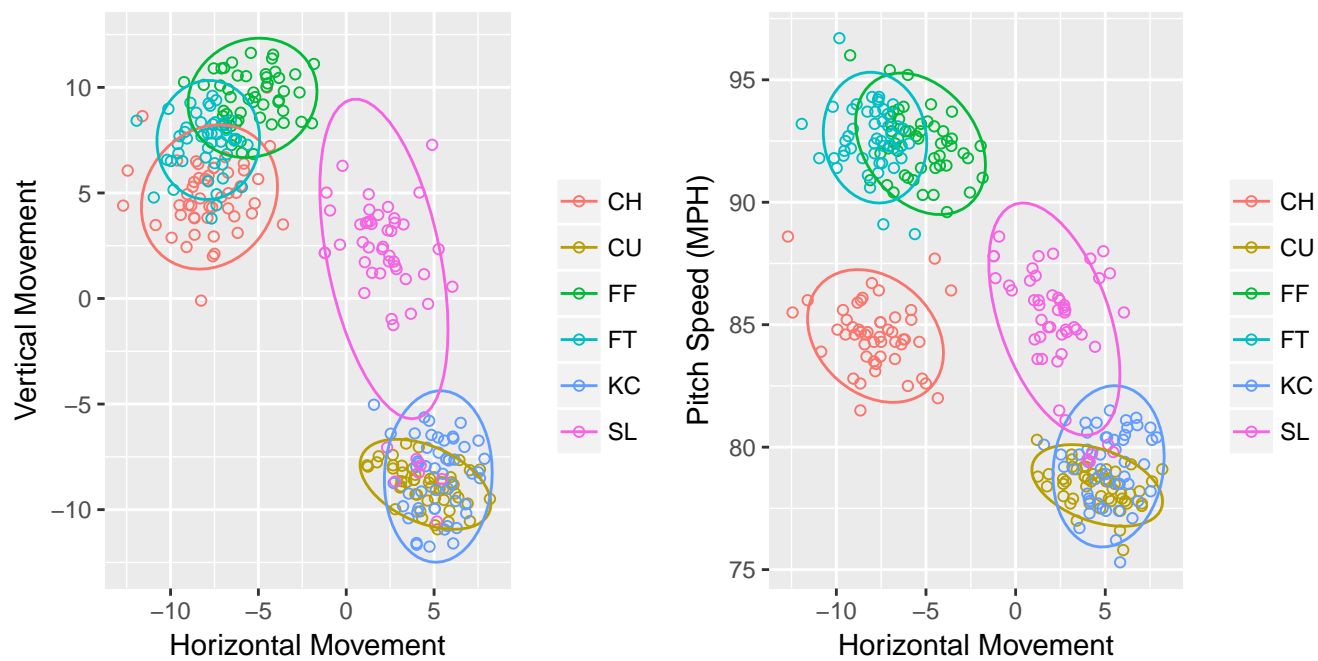 Vertical Movement
10
5
0
−5
−10
−10
−5
0
5
Horizontal Movement
CH
CU
FF
FT
KC
SL
Pitch Speed (MPH)
95
90
85
80
75
−10
−5
0
5
Horizontal Movement
CH
CU
FF
FT
KC
SL